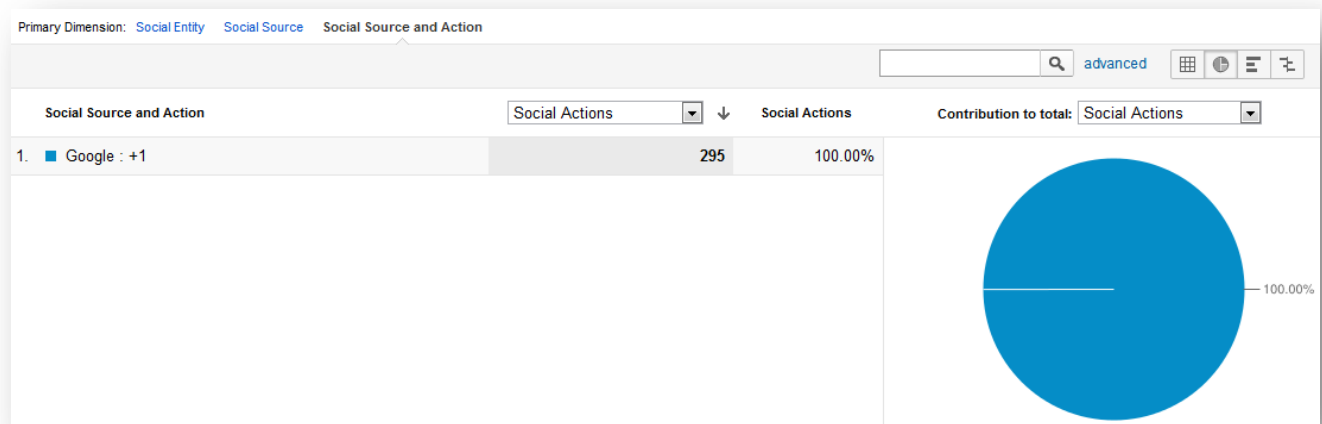 Primary Dimension: Social Entity Social Source Social Source and Action
advanced
Social Source and Action Social Actions Social Actions Contribution to total: Social Actions
1. Google : +1 295 100.00%
100.00%